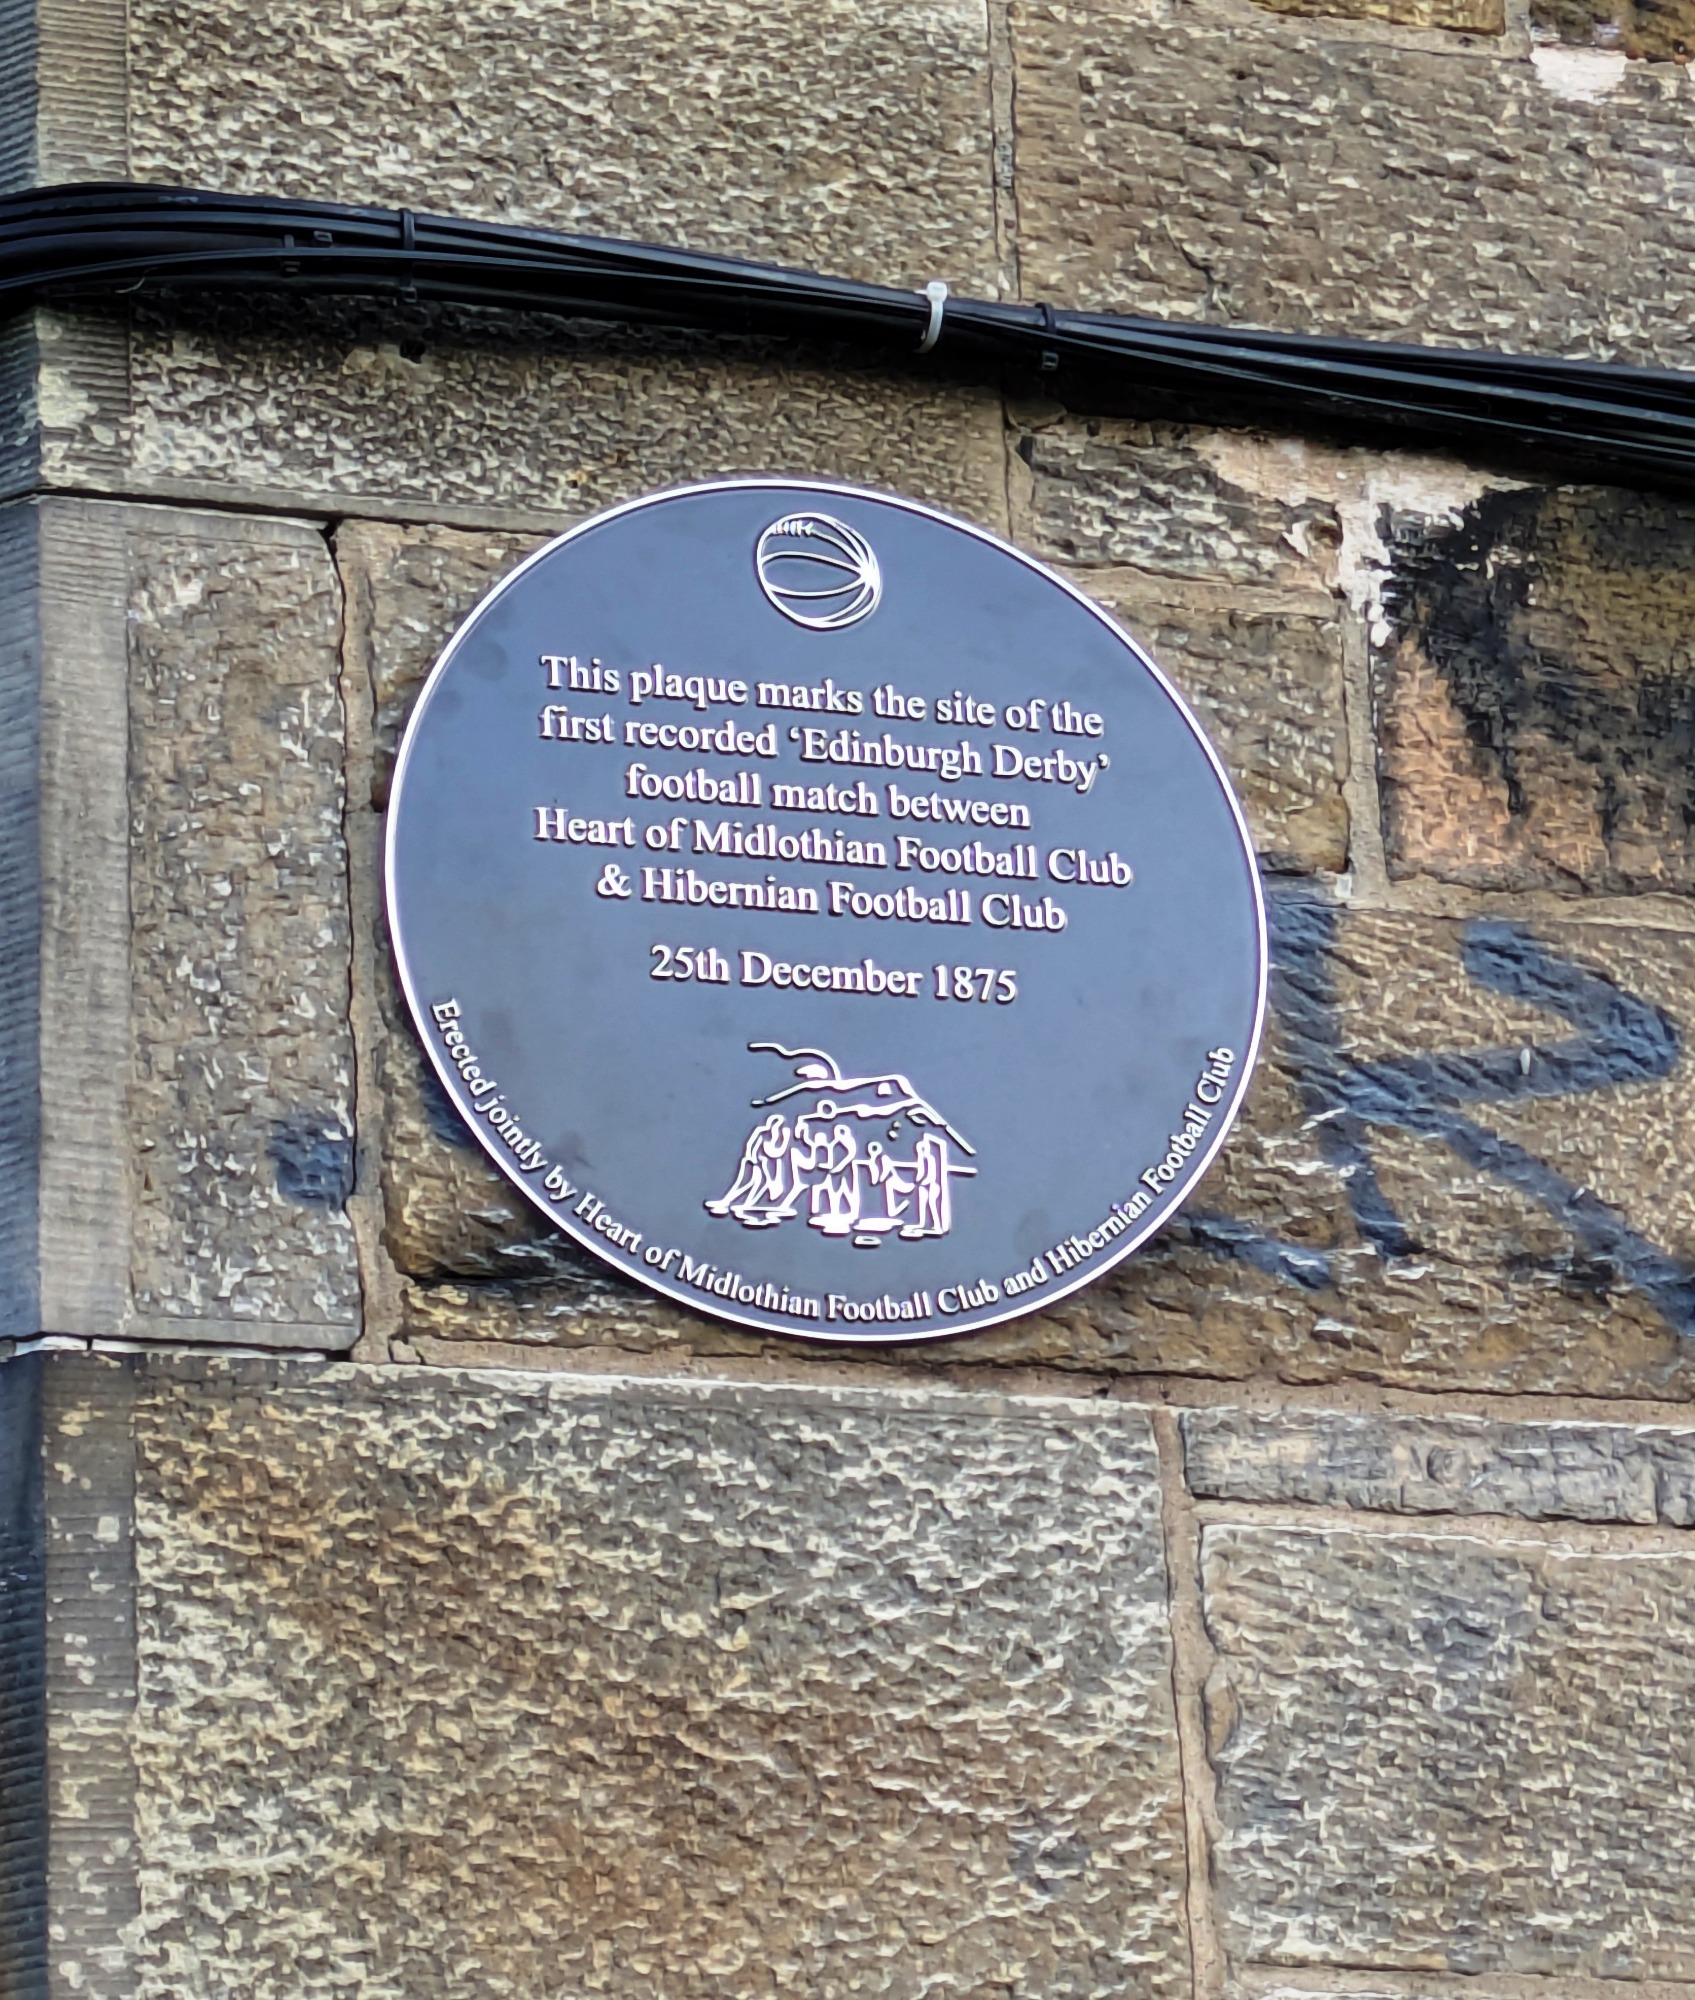 This plaque marks the site of the
first recorded ‘Edinburgh Derby’
football match between
Heart of Midlothian Football Club
& Hibernian Football Club
25th December 1875
Erected jointly by Heart of Midlothian Football Club and Hibernian Football Club